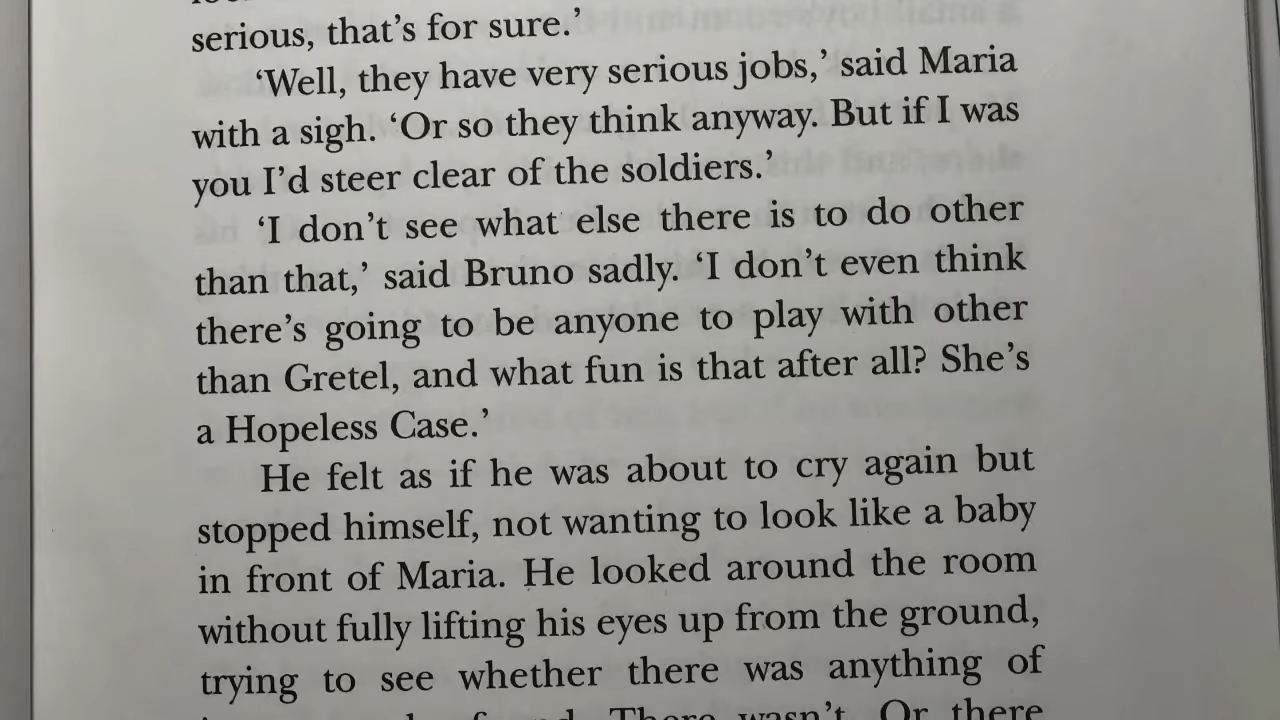 serious, that’s for sure.’
‘Well, they have very serious jobs,’ said Maria
with a sigh. ‘Or so they think anyway. But if I was
you I’d steer clear of the soldiers.’
‘I don’t see what else there is to do other
than that,’ said Bruno sadly. ‘I don’t even think
there’s going to be anyone to play with other
than Gretel, and what fun is that after all? She’s
a Hopeless Case.’
He felt as if he was about to cry again but
stopped himself, not wanting to look like a baby
in front of Maria. He looked around the room
without fully lifting his eyes up from the ground,
trying to see whether there was anything of
There wasn’t. Or there